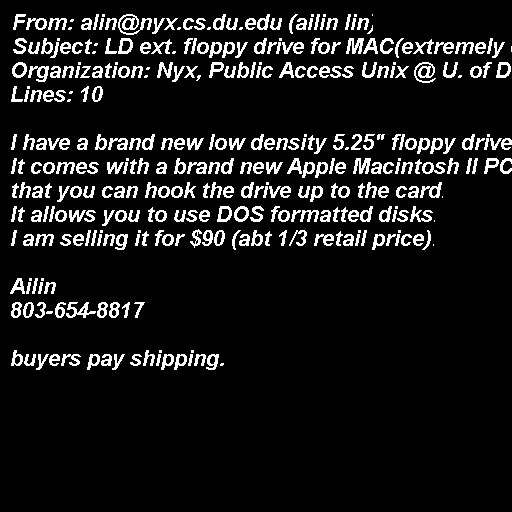 From: alin@nyx.cs.du.edu (ailin lin)
Subject: LD ext. floppy drive for MAC(extremely
Organization: Nyx, Public Access Unix @ U. of D
Lines: 10
I have a brand new low density 5.25" floppy drive
It comes with a brand new Apple Macintosh II PC
that you can hook the drive up to the card.
It allows you to use DOS formatted disks.
I am selling it for $90 (abt 1/3 retail price).
Ailin
803-654-8817
buyers pay shipping.